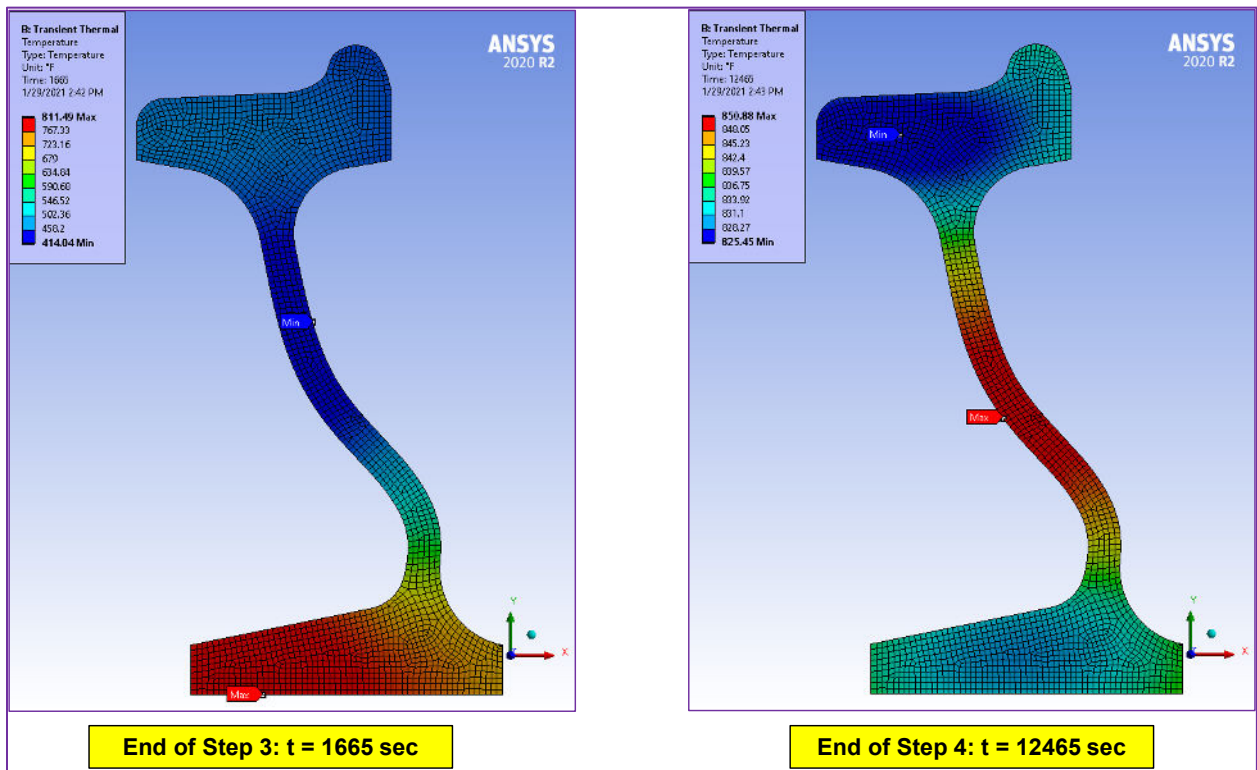 B: Transient Thermal
Temperature
Type: Temperature
Unit: °F
Time: 1665
1/29/2021 2:42 PM
811.49 Max
767.33
723.16
679
634.84
590.68
546.52
502.36
458.2
414.04 Min
ANSYS
2020 R2
Min
Max
Y
X
End of Step 3: t = 1665 sec
B: Transient Thermal
Temperature
Type: Temperature
Unit: °F
Time: 12465
1/29/2021 2:43 PM
850.88 Max
848.05
845.23
842.4
839.57
836.75
833.92
831.1
828.27
825.45 Min
ANSYS
2020 R2
Min
Max
Y
X
End of Step 4: t = 12465 sec